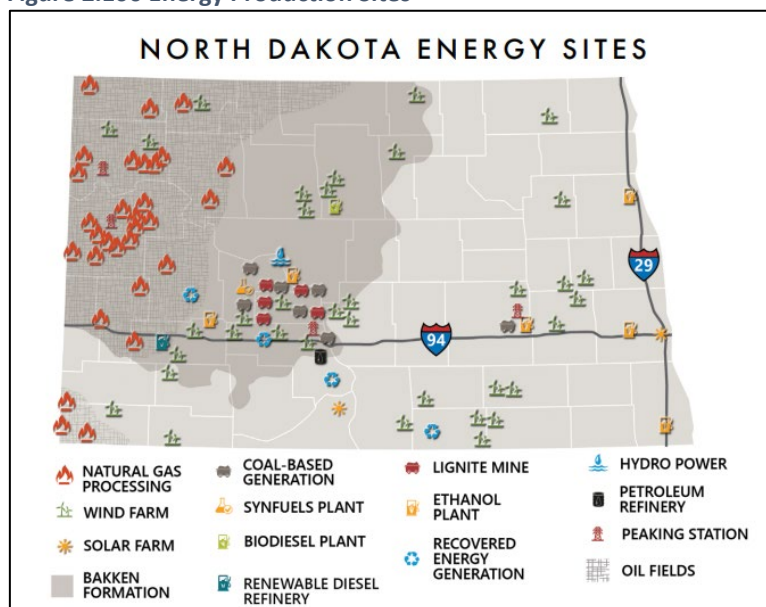 Figure 2.206 Energy Production Sites
NORTH DAKOTA ENERGY SITES
29
94
NATURAL GAS
PROCESSING
WIND FARM
SOLAR FARM
BAKKEN
FORMATION
COAL-BASED
GENERATION
SYNFUELS PLANT
BIODIESEL PLANT
RENEWABLE DIESEL
REFINERY
LIGNITE MINE
ETHANOL
PLANT
RECOVERED
ENERGY
GENERATION
HYDRO POWER
PETROLEUM
REFINERY
PEAKING STATION
OIL FIELDS